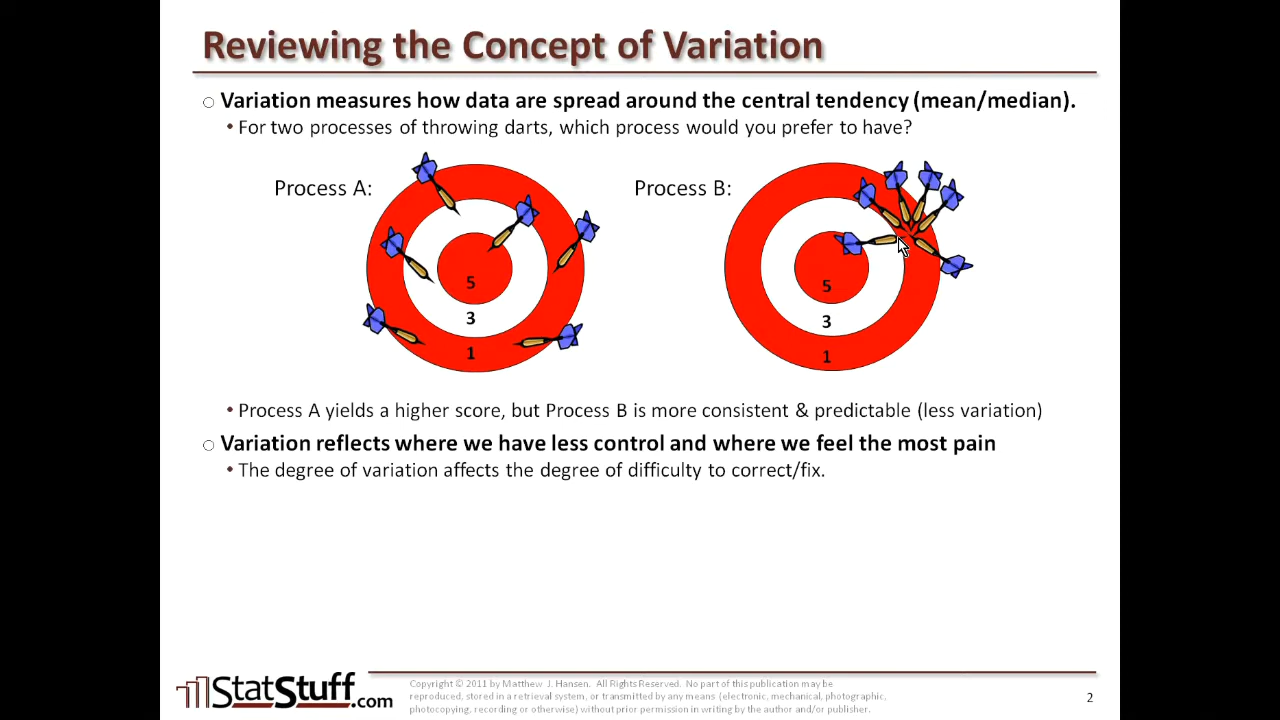 Reviewing the Concept of Variation
Variation measures how data are spread around the central tendency (mean/median).
• For two processes of throwing darts, which process would you prefer to have?
Process A:
Process B:
5
3
1
5
3
1
• Process A yields a higher score, but Process B is more consistent & predictable (less variation)
Variation reflects where we have less control and where we feel the most pain
• The degree of variation affects the degree of difficulty to correct/fix.
StatStuff.com
Copyright © 2011 by Matthew J. Hansen. All Rights Reserved. No part of this publication may be
reproduced, stored in a retrieval system, or transmitted by any means (electronic, mechanical, photographic,
photocopying, recording or otherwise) without prior permission in writing by the author and/or publisher.
2